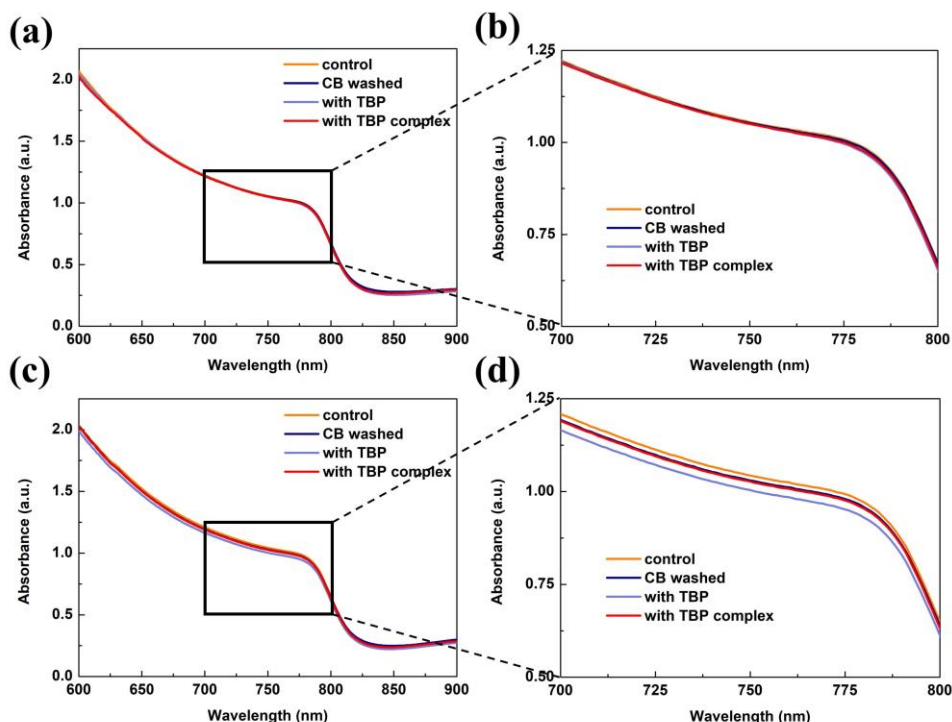 (a)
2.0
1.5
1.0
0.5
0.0
Absorbance (a.u.)
control
CB washed
with TBP
with TBP complex
600 650 700 750 800 850 900
Wavelength (nm)
(b)
1.25
1.00
0.75
0.50
Absorbance (a.u.)
control
CB washed
with TBP
with TBP complex
700 725 750 775 800
Wavelength (nm)
(c)
2.0
1.5
1.0
0.5
0.0
Absorbance (a.u.)
control
CB washed
with TBP
with TBP complex
600 650 700 750 800 850 900
Wavelength (nm)
(d)
1.25
1.00
0.75
0.50
Absorbance (a.u.)
control
CB washed
with TBP
with TBP complex
700 725 750 775 800
Wavelength (nm)